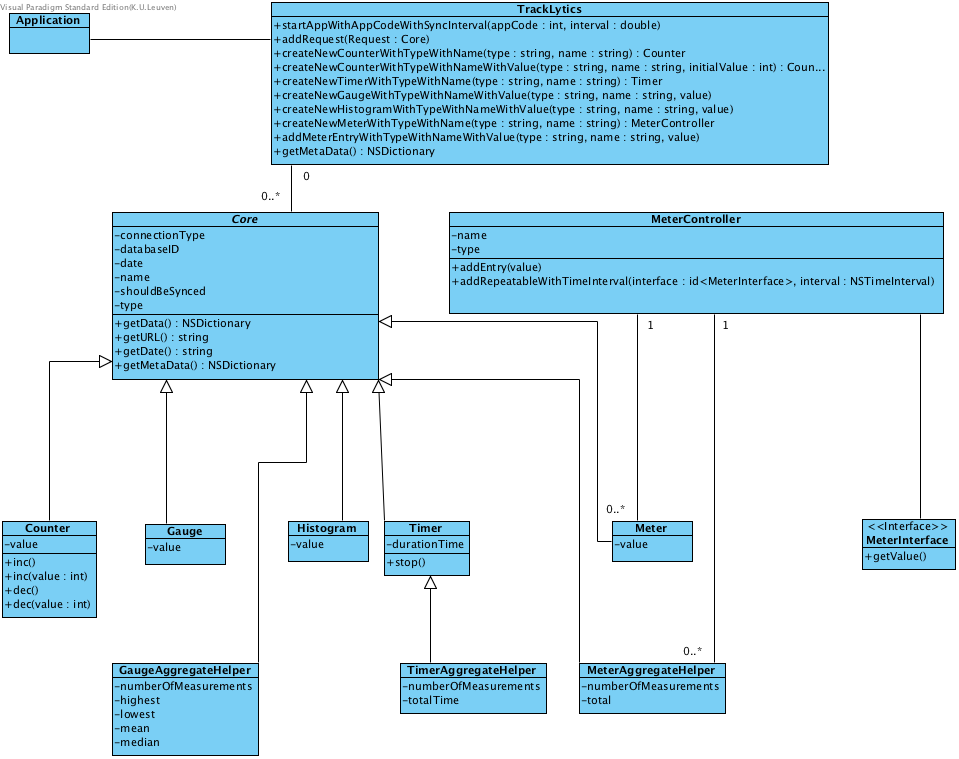 Visual Paradigm Standard Edition(K.U.Leuven)
Application
TrackLytics
+startAppWithAppCodeWithSyncInterval(appCode : int, interval : double)
+addRequest(Request : Core)
+createNewCounterWithTypeWithName(type : string, name : string) : Counter
+createNewCounterWithTypeWithNameWithValue(type : string, name : string, initialValue : int) : Coun...
+createNewTimerWithTypeWithName(type : string, name : string) : Timer
+createNewGaugeWithTypeWithNameWithValue(type : string, name : string, value)
+createNewHistogramWithTypeWithNameWithValue(type : string, name : string, value)
+createNewMeterWithTypeWithName(type : string, name : string) : MeterController
+addMeterEntryWithTypeWithNameWithValue(type : string, name : string, value)
+getMetaData() : NSDictionary
0
0..*
Core
-connectionType
-databaseID
-date
-name
-shouldBeSynced
-type
+getData() : NSDictionary
+getURL() : string
+getDate() : string
+getMetaData() : NSDictionary
MeterController
-name
-type
+addEntry(value)
+addRepeatableWithTimeInterval(interface : id<MeterInterface>, interval : NSTimeInterval)
1
1
0..*
Counter
-value
+inc()
+inc(value : int)
+dec()
+dec(value : int)
Gauge
-value
Histogram
-value
Timer
-durationTime
+stop()
Meter
-value
<<Interface>>
MeterInterface
+getValue()
0..*
GaugeAggregateHelper
-numberOfMeasurements
-highest
-lowest
-mean
-median
TimerAggregateHelper
-numberOfMeasurements
-totalTime
MeterAggregateHelper
-numberOfMeasurements
-total